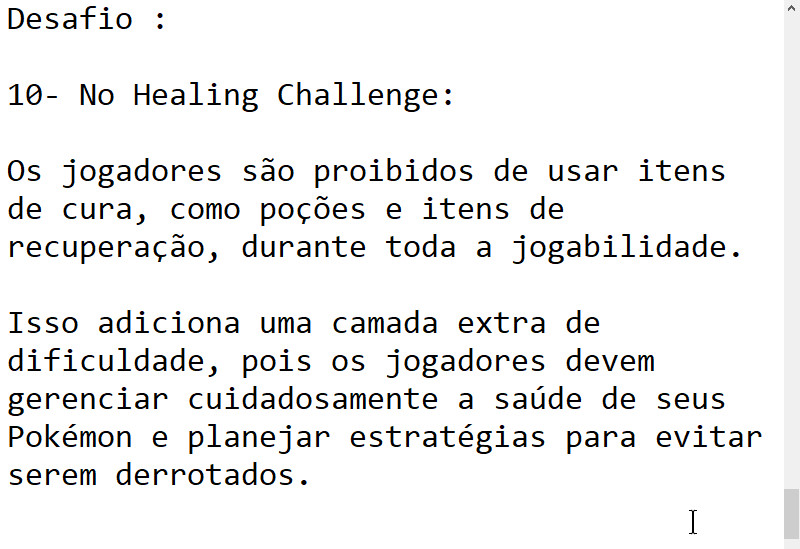 Desafio :
10- No Healing Challenge:
Os jogadores são proibidos de usar itens
de cura, como poções e itens de
recuperação, durante toda a jogabilidade.
Isso adiciona uma camada extra de
dificuldade, pois os jogadores devem
gerenciar cuidadosamente a saúde de seus
Pokémon e planejar estratégias para evitar
serem derrotados.